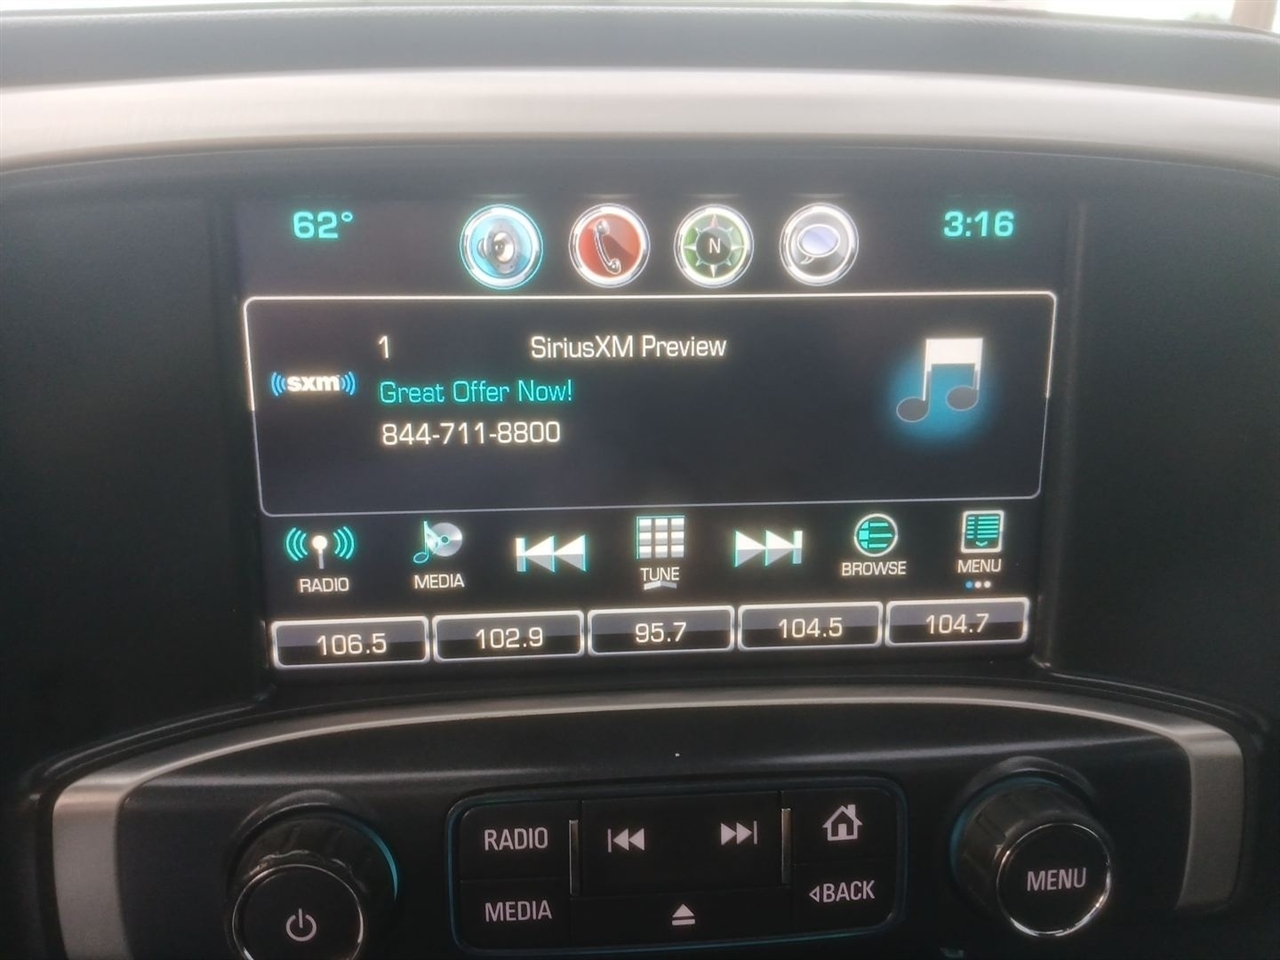 62°
N
3:16
1 SiriusXM Preview
((sxm))
Great Offer Now!
844-711-8800
RADIO
MEDIA
TUNE
BROWSE
MENU
106.5
102.9
95.7
104.5
104.7
RADIO
MEDIA
BACK
MENU